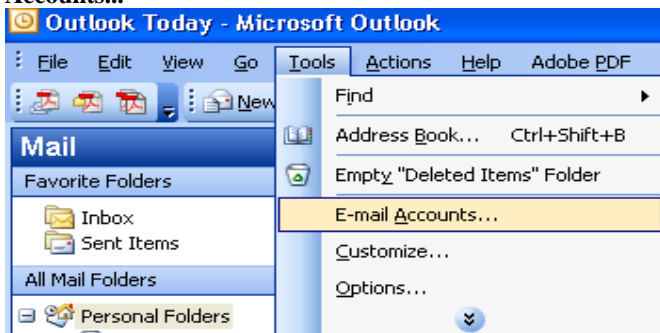 Accounts...
Outlook Today - Microsoft Outlook
File Edit View Go Tools Actions Help Adobe PDF
New
Find
Mail
Address Book... Ctrl+Shift+B
Favorite Folders
Empty "Deleted Items" Folder
Inbox
E-mail Accounts...
Sent Items
Customize...
All Mail Folders
Options...
Personal Folders